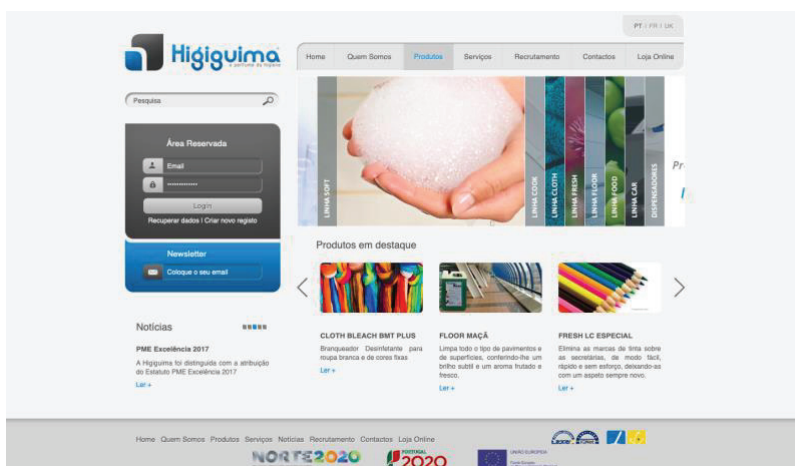 PT | FR | UK
Higiguima
o perfume da higiene
Home Quem Somos Produtos Serviços Recrutamento Contactos Loja Online
Pesquisa
Área Reservada
Email
Login
Recuperar dados | Criar novo registo
Newsletter
Coloque o seu email
LINHA SOFT
LINHA COOK
LINHA CLOTH
LINHA FRESH
LINHA FLOOR
LINHA FOOD
LINHA CAR
DISPENSADORES
Produtos em destaque
CLOTH BLEACH BMT PLUS
Branqueador Desinfetante para
roupa branca e de cores fixas
Ler +
FLOOR MAÇÃ
Limpa todo o tipo de pavimentos e
de superfícies, conferindo-lhe um
brilho subtil e um aroma frutado e
fresco.
Ler +
FRESH LC ESPECIAL
Elimina as marcas de tinta sobre
as secretárias, de modo fácil,
rápido e sem esforço, deixando-as
com um aspeto sempre novo.
Ler +
Notícias
PME Excelência 2017
A Higiguima foi distinguida com a atribuição
do Estatuto PME Excelência 2017
Ler +
Home Quem Somos Produtos Serviços Notícias Recrutamento Contactos Loja Online
NORTE2020
PORTUGAL
2020
UNIÃO EUROPEIA